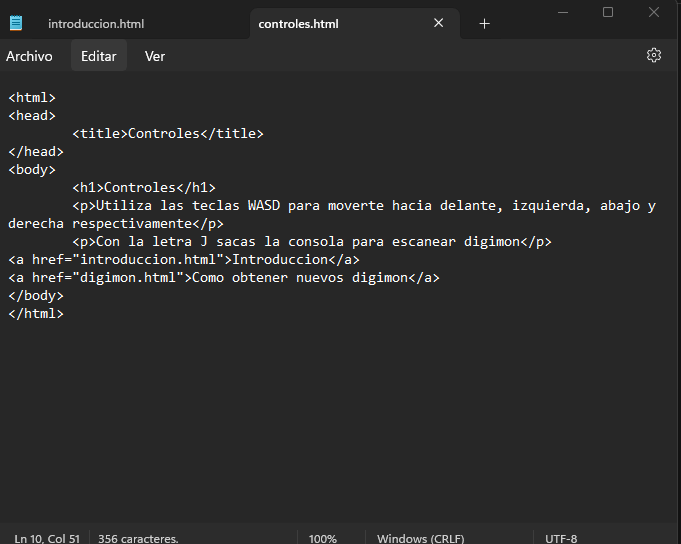 introduccion.html
controles.html
Archivo
Editar
Ver
<html>
<head>
<title>Controles</title>
</head>
<body>
<h1>Controles</h1>
<p>Utiliza las teclas WASD para moverte hacia delante, izquierda, abajo y
derecha respectivamente</p>
<p>Con la letra J sacas la consola para escanear digimon</p>
<a href="introduccion.html">Introduccion</a>
<a href="digimon.html">Como obtener nuevos digimon</a>
</body>
</html>
Ln 10, Col 51
356 caracteres.
100%
Windows (CRLF)
UTF-8